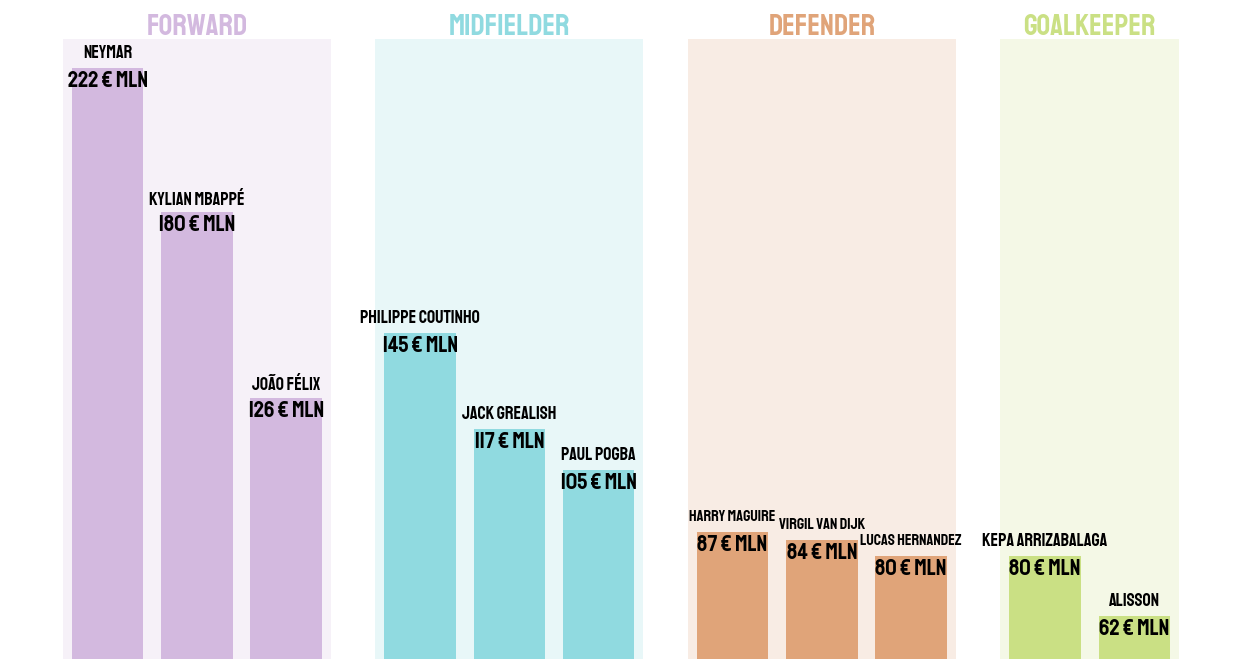 FORWARD
NEYMAR
222 € MLN
KYLIAN MBAPPÉ
180 € MLN
JOÃO FÉLIX
126 € MLN
MIDFIELDER
PHILIPPE COUTINHO
145 € MLN
JACK GREALISH
117 € MLN
PAUL POGBA
105 € MLN
DEFENDER
HARRY MAGUIRE
87 € MLN
VIRGIL VAN DIJK
84 € MLN
LUCAS HERNANDEZ
80 € MLN
GOALKEEPER
KEPA ARRIZABALAGA
80 € MLN
ALISSON
62 € MLN